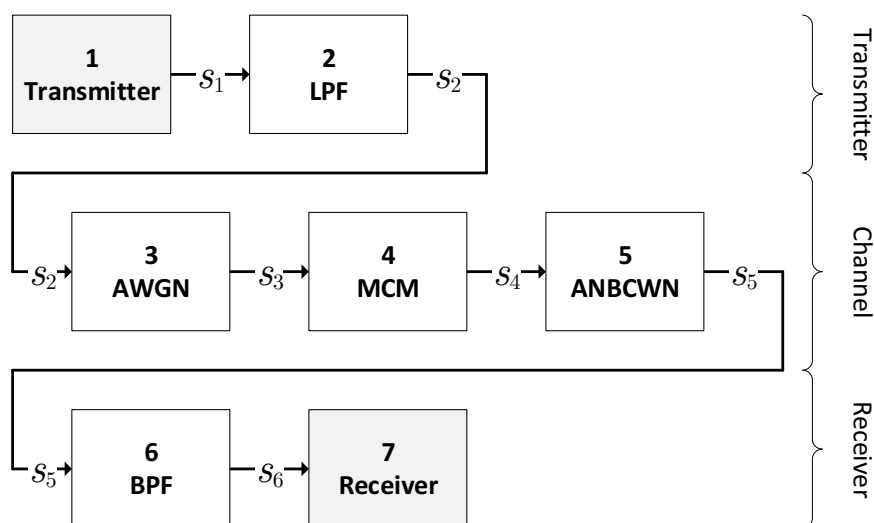 1
Transmitter
s₁
2
LPF
s₂
Transmitter
s₂
3
AWGN
s₃
4
MCM
s₄
5
ANBCWN
s₅
Channel
s₅
6
BPF
s₆
7
Receiver
Receiver